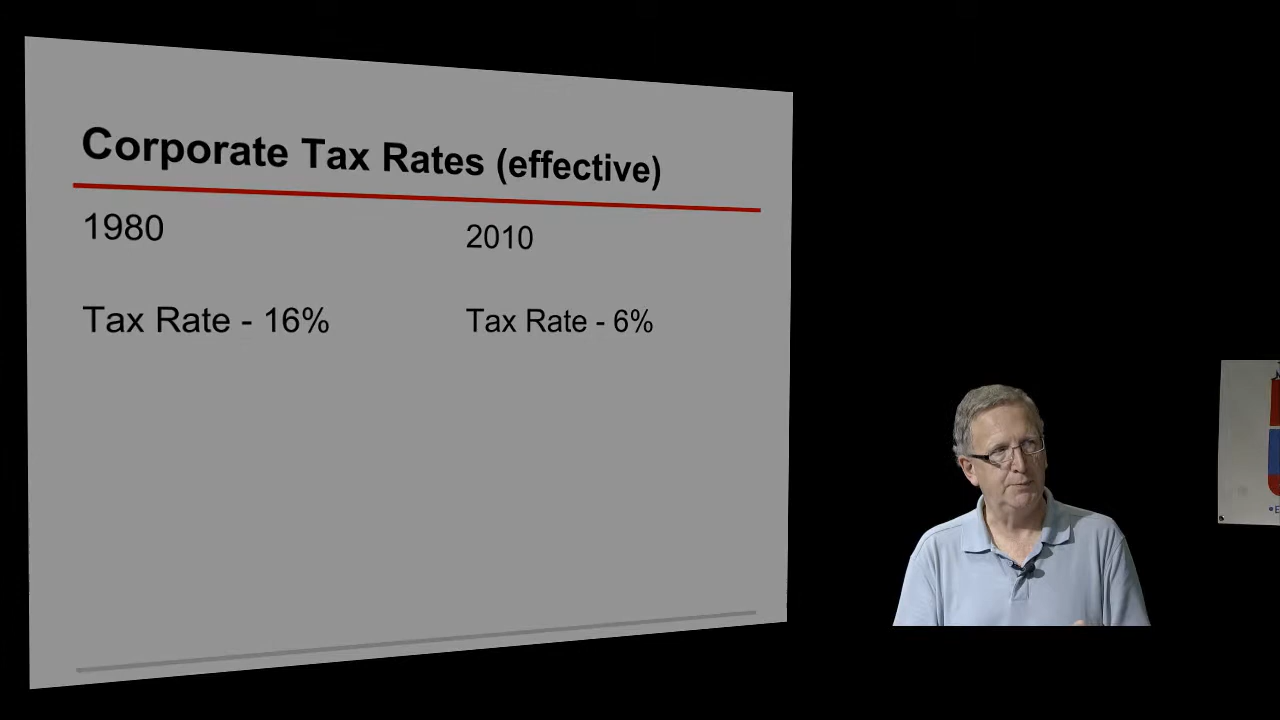 Corporate Tax Rates (effective)
1980
2010
Tax Rate - 16%
Tax Rate - 6%